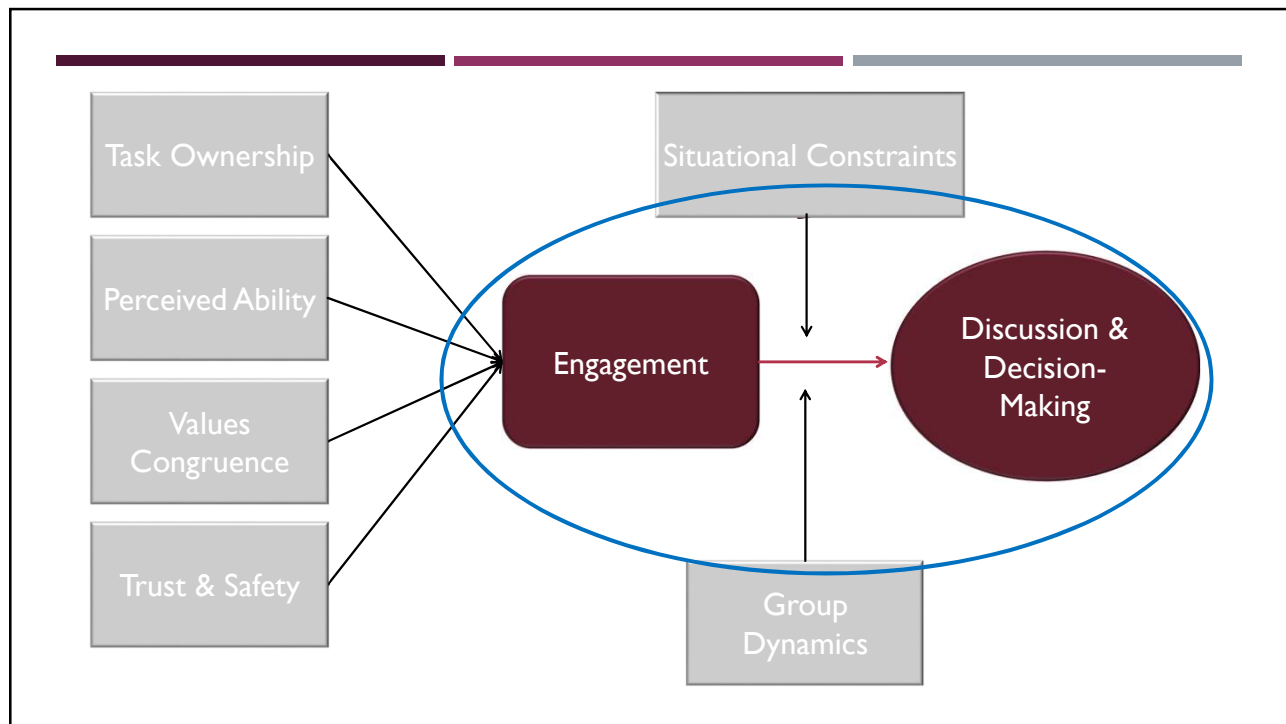 Task Ownership
Situational Constraints
Perceived Ability
Engagement
Discussion &
Decision-
Making
Values
Congruence
Trust & Safety
Group
Dynamics